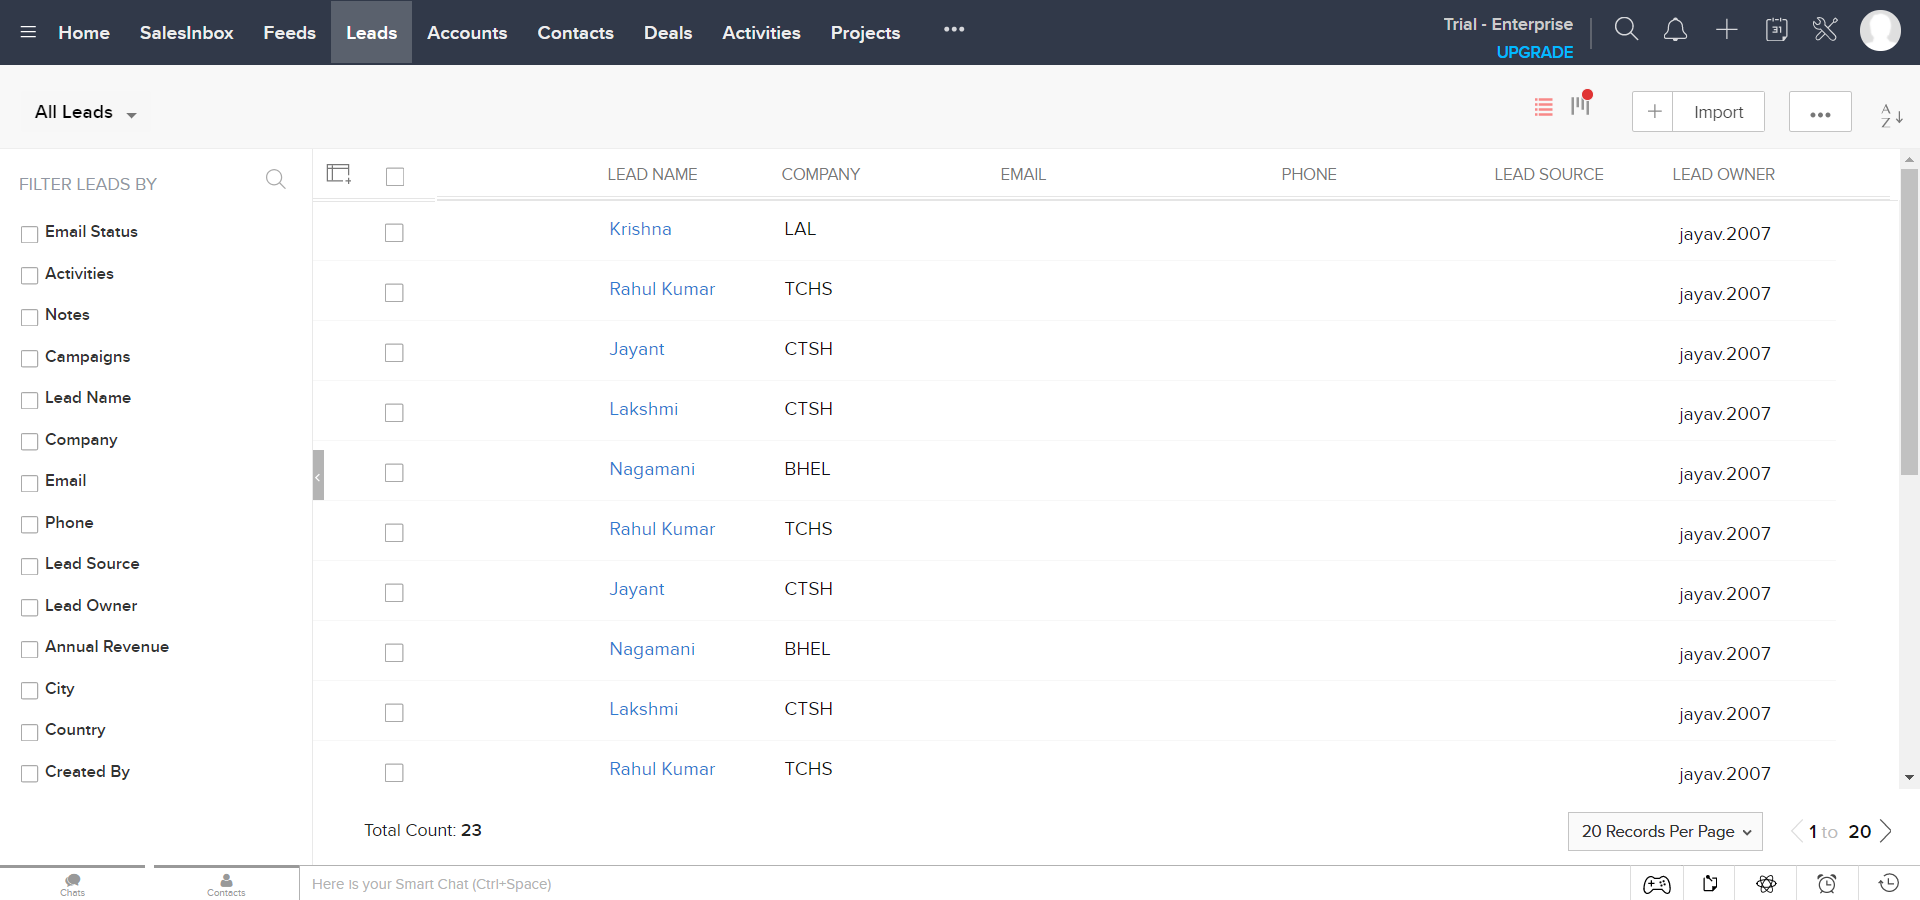 Home SalesInbox Feeds Leads Accounts Contacts Deals Activities Projects ••• Trial - Enterprise
UPGRADE
31
All Leads
+ Import ••• A Z
FILTER LEADS BY
Email Status
Activities
Notes
Campaigns
Lead Name
Company
Email
Phone
Lead Source
Lead Owner
Annual Revenue
City
Country
Created By
LEAD NAME COMPANY EMAIL PHONE LEAD SOURCE LEAD OWNER
Krishna LAL jayav.2007
Rahul Kumar TCHS jayav.2007
Jayant CTSH jayav.2007
Lakshmi CTSH jayav.2007
Nagamani BHEL jayav.2007
Rahul Kumar TCHS jayav.2007
Jayant CTSH jayav.2007
Nagamani BHEL jayav.2007
Lakshmi CTSH jayav.2007
Rahul Kumar TCHS jayav.2007
Total Count: 23
20 Records Per Page 1 to 20
Chats Contacts Here is your Smart Chat (Ctrl+Space)